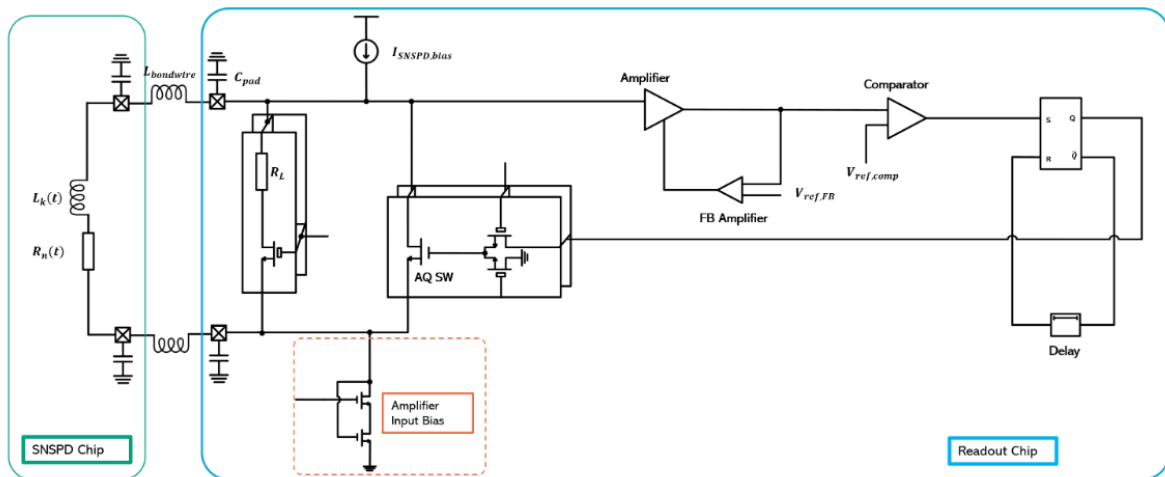 I_SNSPD,bias
L_bondwire
C_pad
Amplifier
Comparator
S Q
R_L
L_k(t)
R Q̄
V_ref,comp
V_ref,FB
FB Amplifier
R_n(t)
AQ SW
Delay
Amplifier
Input Bias
SNSPD Chip
Readout Chip